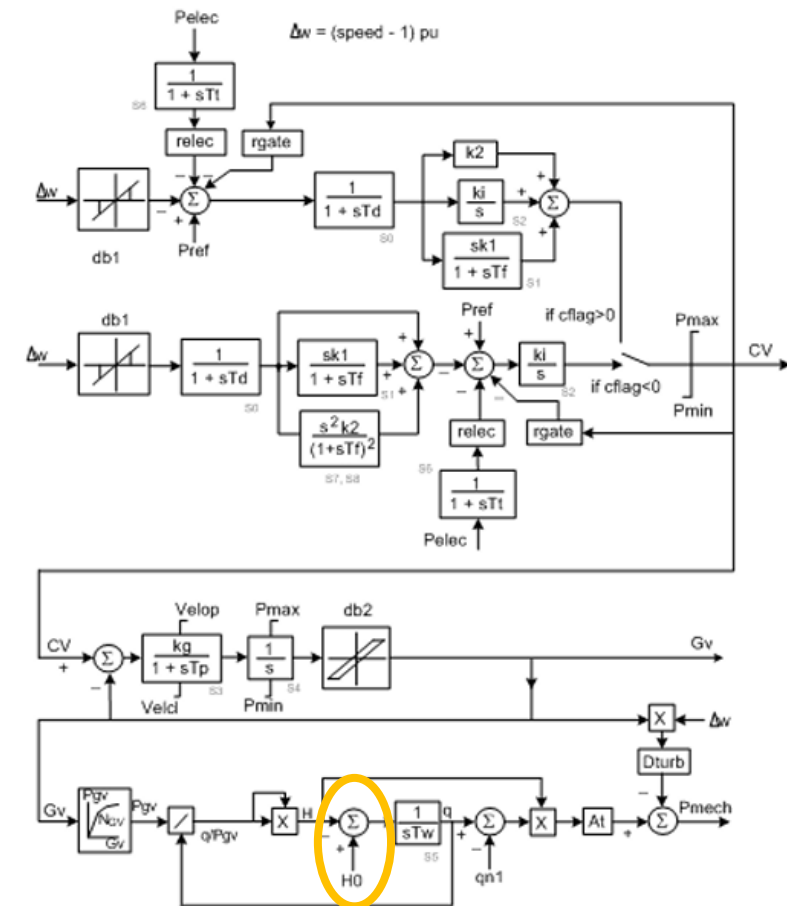 Pelec
Δw = (speed - 1) pu
1
1 + sTt
S6
relec
rgate
k2
Δw
Σ
1
1 + sTd
S0
ki
s
S2
Σ
db1
Pref
sk1
1 + sTf
S1
if cflag>0
Pmax
CV
if cflag<0
Pmin
db1
Δw
1
1 + sTd
S0
sk1
1 + sTf
S1
Σ
Pref
Σ
ki
s
S2
s²k2
(1+sTf)²
S7, S8
relec
rgate
S6
1
1 + sTt
Pelec
Velop
Pmax
db2
CV
+
Σ
kg
1 + sTp
S3
1
s
S4
Gv
Velcl
Pmin
X
Δw
Dturb
Pgv
NGV
Gv
Gv
Pgv
/
q/Pgv
X
H
Σ
1
sTw
S5
q
Σ
X
At
+
Σ
Pmech
H0
qn1